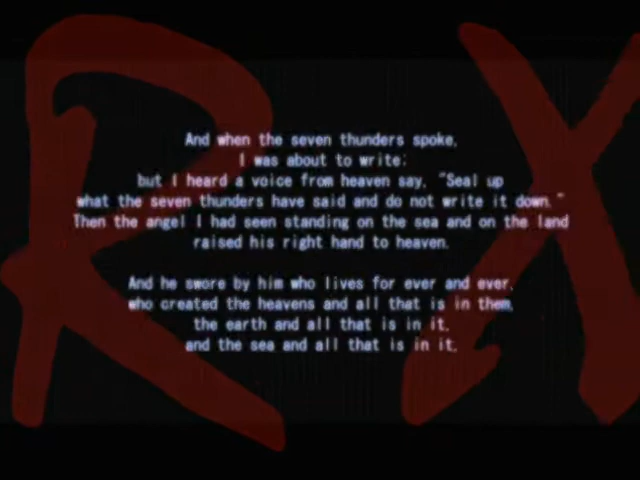 R X
And when the seven thunders spoke,
I was about to write;
but I heard a voice from heaven say, "Seal up
what the seven thunders have said and do not write it down."
Then the angel I had seen standing on the sea and on the land
raised his right hand to heaven.
And he swore by him who lives for ever and ever,
who created the heavens and all that is in them,
the earth and all that is in it,
and the sea and all that is in it,